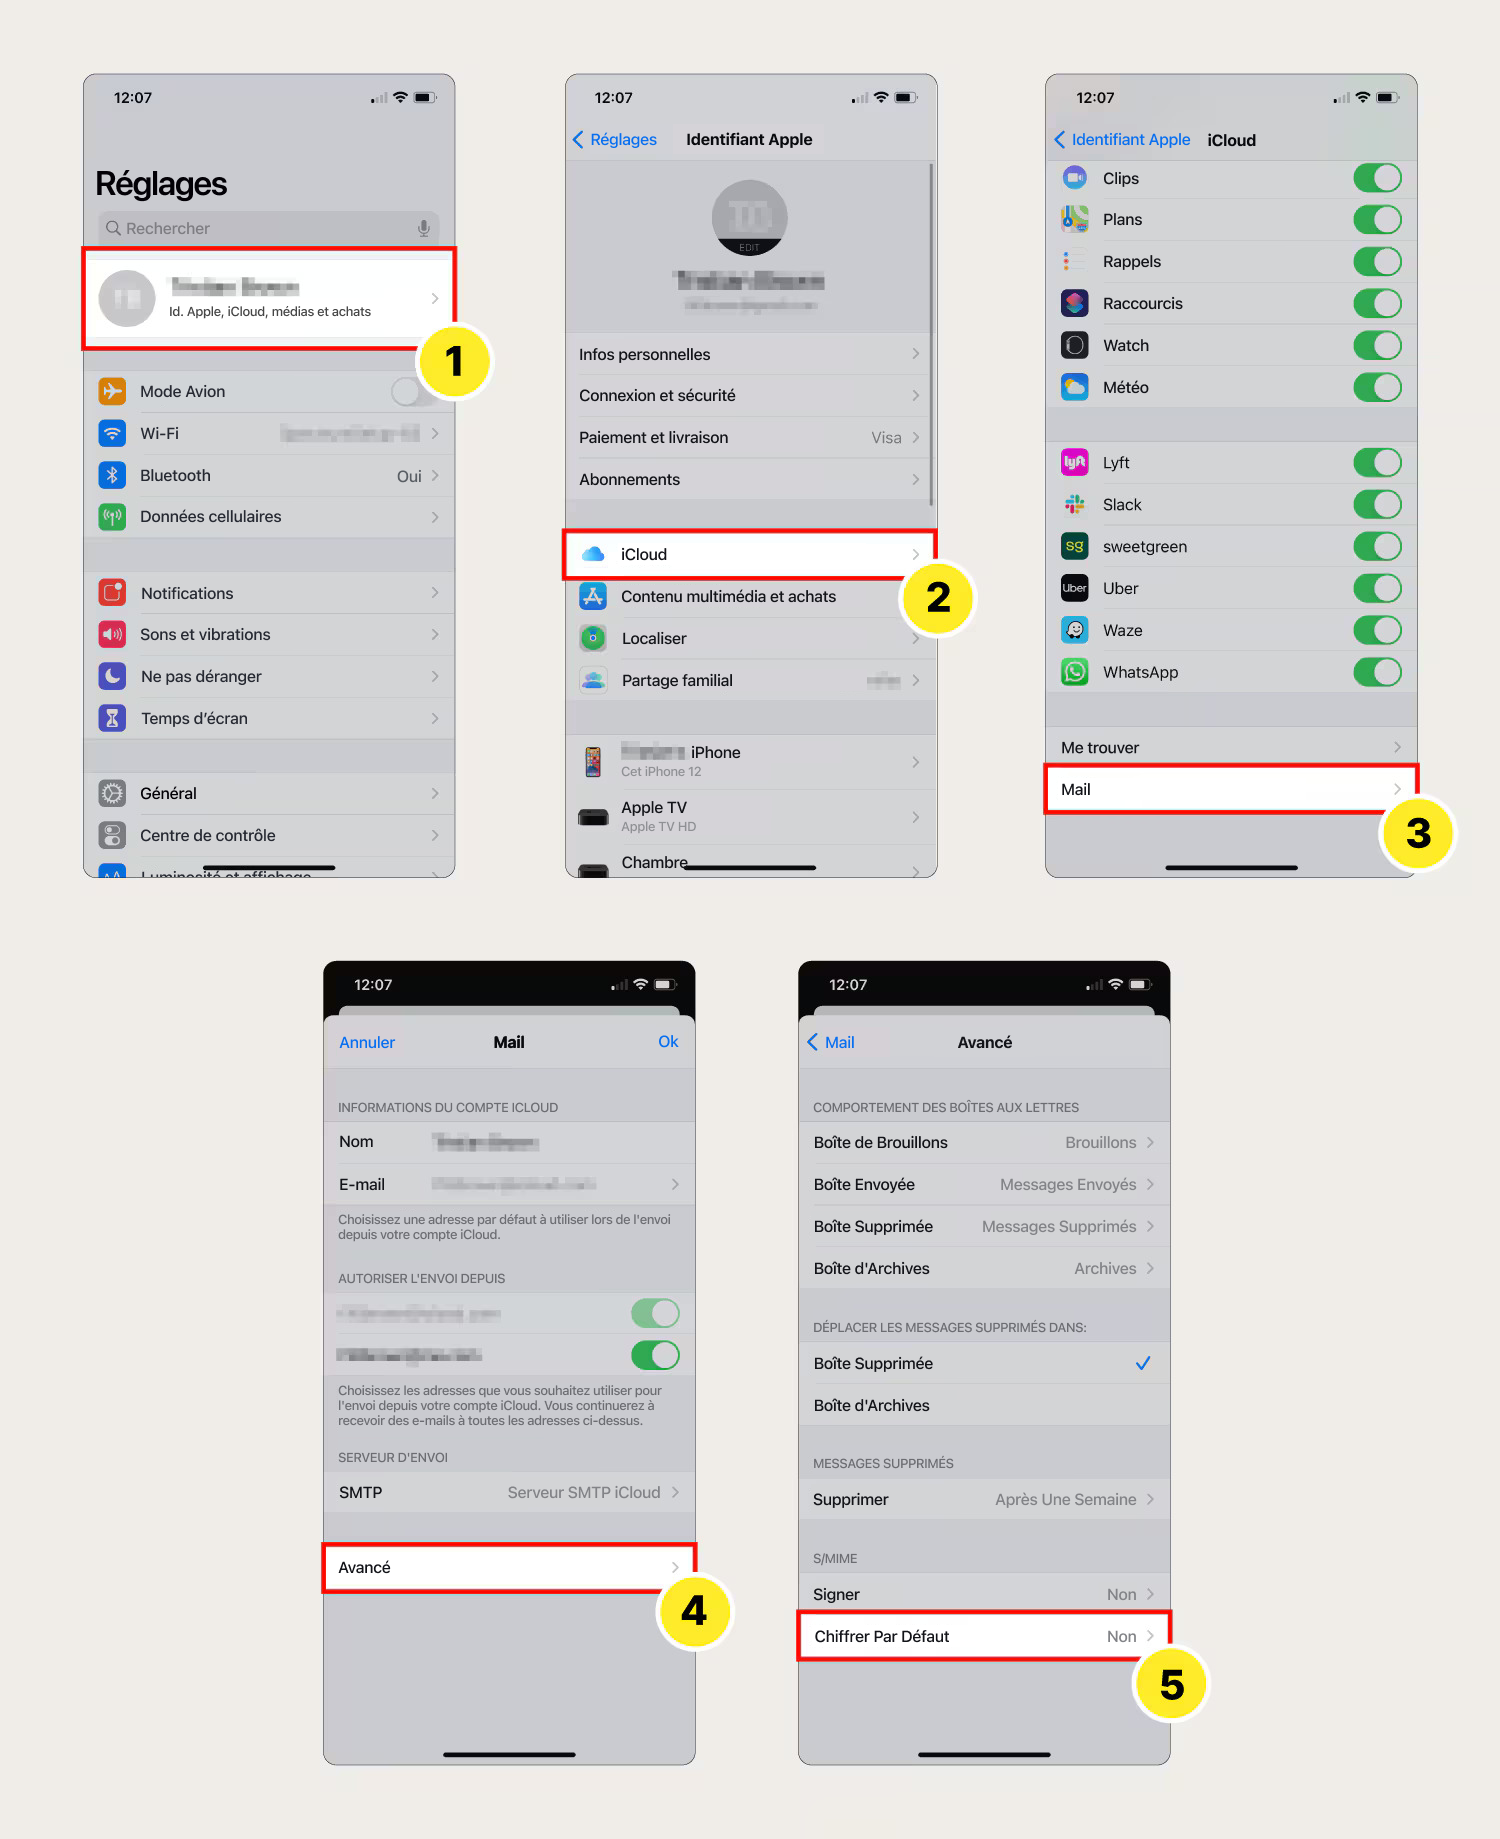 12:07
Réglages
Rechercher
Id. Apple, iCloud, médias et achats
1
Mode Avion
Wi-Fi
Bluetooth Oui
Données cellulaires
Notifications
Sons et vibrations
Ne pas déranger
Temps d’écran
Général
Centre de contrôle
Luminosité et affichage
12:07
Réglages Identifiant Apple
EDIT
Infos personnelles
Connexion et sécurité
Paiement et livraison Visa
Abonnements
iCloud
2
Contenu multimédia et achats
Localiser
Partage familial
iPhone
Cet iPhone 12
Apple TV
Apple TV HD
Chambre
12:07
Identifiant Apple iCloud
Clips
Plans
Rappels
Raccourcis
Watch
Météo
lyft Lyft
Slack
sg sweetgreen
Uber Uber
Waze
WhatsApp
Me trouver
Mail
3
12:07
Annuler Mail Ok
INFORMATIONS DU COMPTE ICLOUD
Nom
E-mail
Choisissez une adresse par défaut à utiliser lors de l'envoi
depuis votre compte iCloud.
AUTORISER L'ENVOI DEPUIS
Choisissez les adresses que vous souhaitez utiliser pour
l'envoi depuis votre compte iCloud. Vous continuerez à
recevoir des e-mails à toutes les adresses ci-dessus.
SERVEUR D'ENVOI
SMTP Serveur SMTP iCloud
Avancé
4
12:07
Mail Avancé
COMPORTEMENT DES BOÎTES AUX LETTRES
Boîte de Brouillons Brouillons
Boîte Envoyée Messages Envoyés
Boîte Supprimée Messages Supprimés
Boîte d'Archives Archives
DÉPLACER LES MESSAGES SUPPRIMÉS DANS:
Boîte Supprimée
Boîte d'Archives
MESSAGES SUPPRIMÉS
Supprimer Après Une Semaine
S/MIME
Signer Non
Chiffrer Par Défaut Non
5